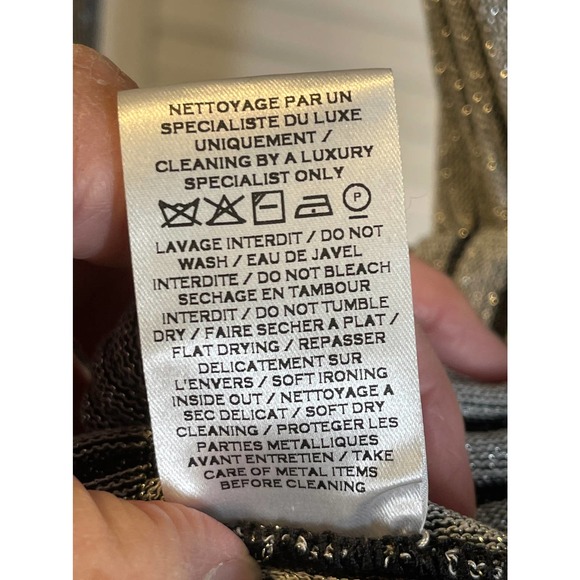 NETTOYAGE PAR UN
SPECIALISTE DU LUXE
UNIQUEMENT /
CLEANING BY A LUXURY
SPECIALIST ONLY
P
LAVAGE INTERDIT / DO NOT
WASH / EAU DE JAVEL
INTERDITE / DO NOT BLEACH
SECHAGE EN TAMBOUR
INTERDIT / DO NOT TUMBLE
DRY / FAIRE SECHER A PLAT /
FLAT DRYING / REPASSER
DELICATEMENT SUR
L'ENVERS / SOFT IRONING
INSIDE OUT / NETTOYAGE A
SEC DELICAT / SOFT DRY
CLEANING / PROTEGER LES
PARTIES METALLIQUES
AVANT ENTRETIEN / TAKE
CARE OF METAL ITEMS
BEFORE CLEANING